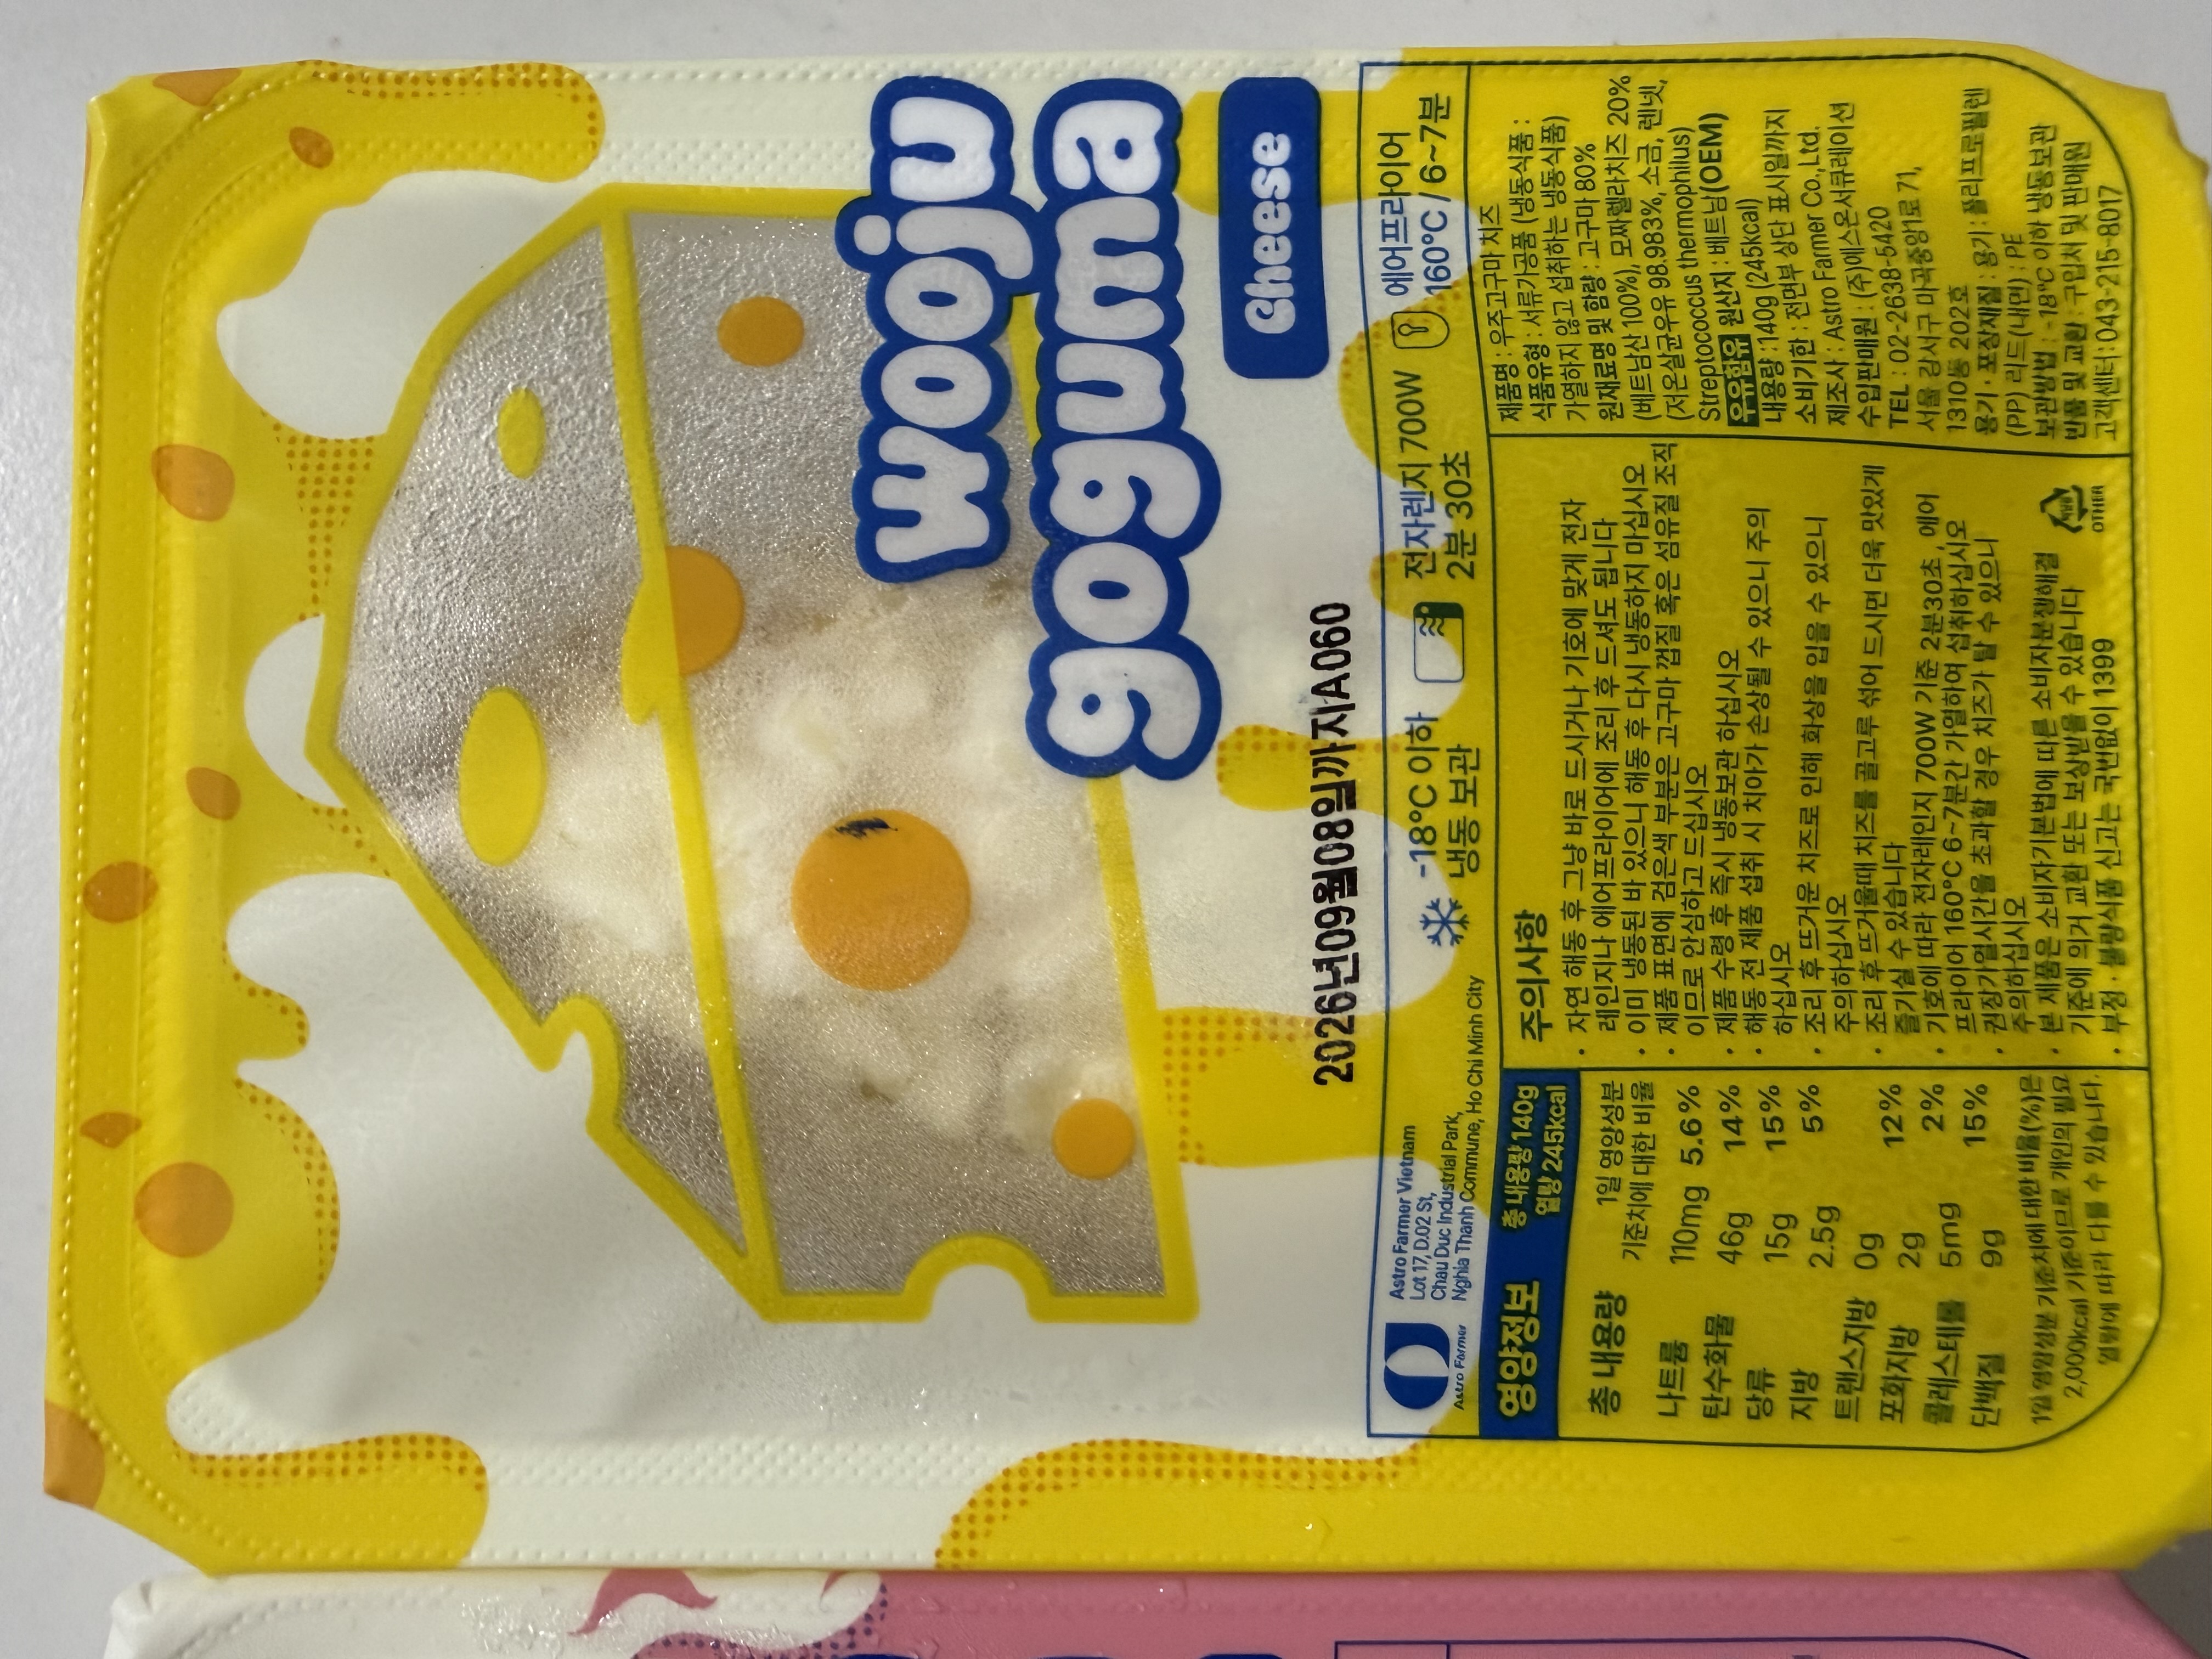 wooju
goguma
Cheese
2026년09월08일까지A060
Astro Farmer
Astro Farmer Vietnam
Lot 17, D.02 St,
Chau Duc Industrial Park,
Nghia Thanh Commune, Ho Chi Minh City
-18℃ 이하
냉동 보관
전자렌지 700W
2분 30초
에어프라이어
160℃ / 6~7분
영양정보
총 내용량 140g
열량 245kcal
총 내용량
1일 영양성분
기준치에 대한 비율
나트륨 110mg 5.6%
탄수화물 46g 14%
당류 15g 15%
지방 2.5g 5%
트랜스지방 0g
포화지방 2g 12%
콜레스테롤 5mg 2%
단백질 9g 15%
1일 영양성분 기준치에 대한 비율(%)은
2,000kcal 기준이므로 개인의 필요
열량에 따라 다를 수 있습니다.
주의사항
· 자연 해동 후 그냥 바로 드시거나 기호에 맞게 전자
레인지나 에어프라이어에 조리 후 드셔도 됩니다
· 이미 냉동된 바 있으니 해동 후 다시 냉동하지 마십시오
· 제품 표면에 검은색 부분은 고구마 껍질 혹은 섬유질 조직
이므로 안심하고 드십시오
· 제품 수령 후 즉시 냉동보관 하십시오
· 해동 전 제품 섭취 시 치아가 손상될 수 있으니 주의
하십시오
· 조리 후 뜨거운 치즈로 인해 화상을 입을 수 있으니
주의하십시오
· 조리 후 뜨거울때 치즈를 골고루 섞어 드시면 더욱 맛있게
즐기실 수 있습니다
· 기호에 따라 전자레인지 700W 기준 2분30초, 에어
프라이어 160℃ 6~7분간 가열하여 섭취하십시오
· 권장가열시간을 초과할 경우 치즈가 탈 수 있으니
주의하십시오
· 본 제품은 소비자기본법에 따른 소비자분쟁해결
기준에 의거 교환 또는 보상받을 수 있습니다
· 부정·불량식품 신고는 국번없이 1399
OTHER
제품명 : 우주고구마 치즈
식품유형 : 서류가공품 (냉동식품 :
가열하지 않고 섭취하는 냉동식품)
원재료명 및 함량 : 고구마 80%
(베트남산 100%), 모짜렐라치즈 20%
(저온살균우유 98.983%, 소금, 렌넷,
Streptococcus thermophilus)
우유함유 원산지 : 베트남(OEM)
내용량 : 140g (245kcal)
소비기한 : 전면부 상단 표시일까지
제조사 : Astro Farmer Co.,Ltd.
수입판매원 : (주)에스온서큐레이션
TEL : 02-2638-5420
서울 강서구 마곡중앙1로 71,
1310동 202호
용기·포장재질 : 용기 : 폴리프로필렌
(PP) 리드(내면) : PE
보관방법 : -18℃ 이하 냉동보관
반품 및 교환 : 구입처 및 판매원
고객센터 : 043-215-8017